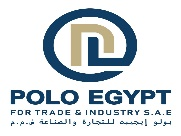 POLO EGYPT
FOR TRADE & INDUSTRY S.A.E
بولو إيجيبت للتجارة والصناعة ش.م.م